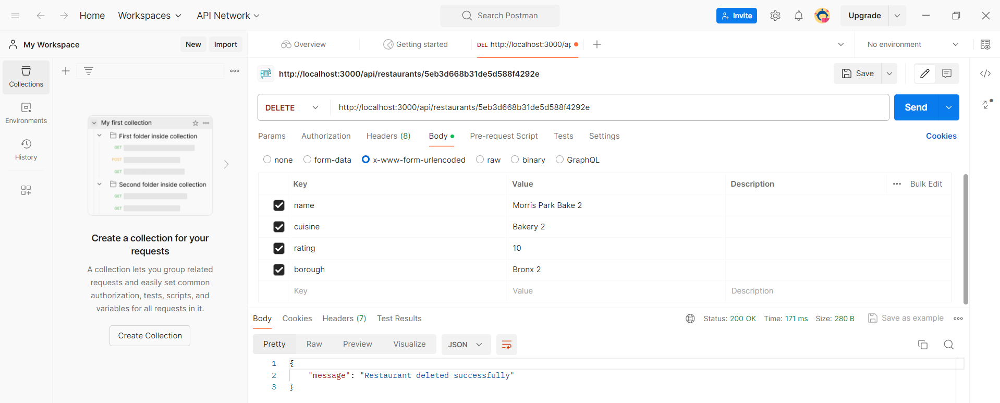 Home Workspaces API Network Search Postman Invite Upgrade
My Workspace New Import
Overview Getting started DEL http://localhost:3000/ap No environment
Collections
Environments
History
My first collection
First folder inside collection
GET
POST
GET
Second folder inside collection
GET
GET
Create a collection for your
requests
A collection lets you group related
requests and easily set common
authorization, tests, scripts, and
variables for all requests in it.
Create Collection
HTTP http://localhost:3000/api/restaurants/5eb3d668b31de5d588f4292e Save
DELETE http://localhost:3000/api/restaurants/5eb3d668b31de5d588f4292e Send
Params Authorization Headers (8) Body Pre-request Script Tests Settings Cookies
none form-data x-www-form-urlencoded raw binary GraphQL
Key Value Description Bulk Edit
name Morris Park Bake 2
cuisine Bakery 2
rating 10
borough Bronx 2
Key Value Description
Body Cookies Headers (7) Test Results Status: 200 OK Time: 171 ms Size: 280 B Save as example
Pretty Raw Preview Visualize JSON
1 {
2 "message": "Restaurant deleted successfully"
3 }